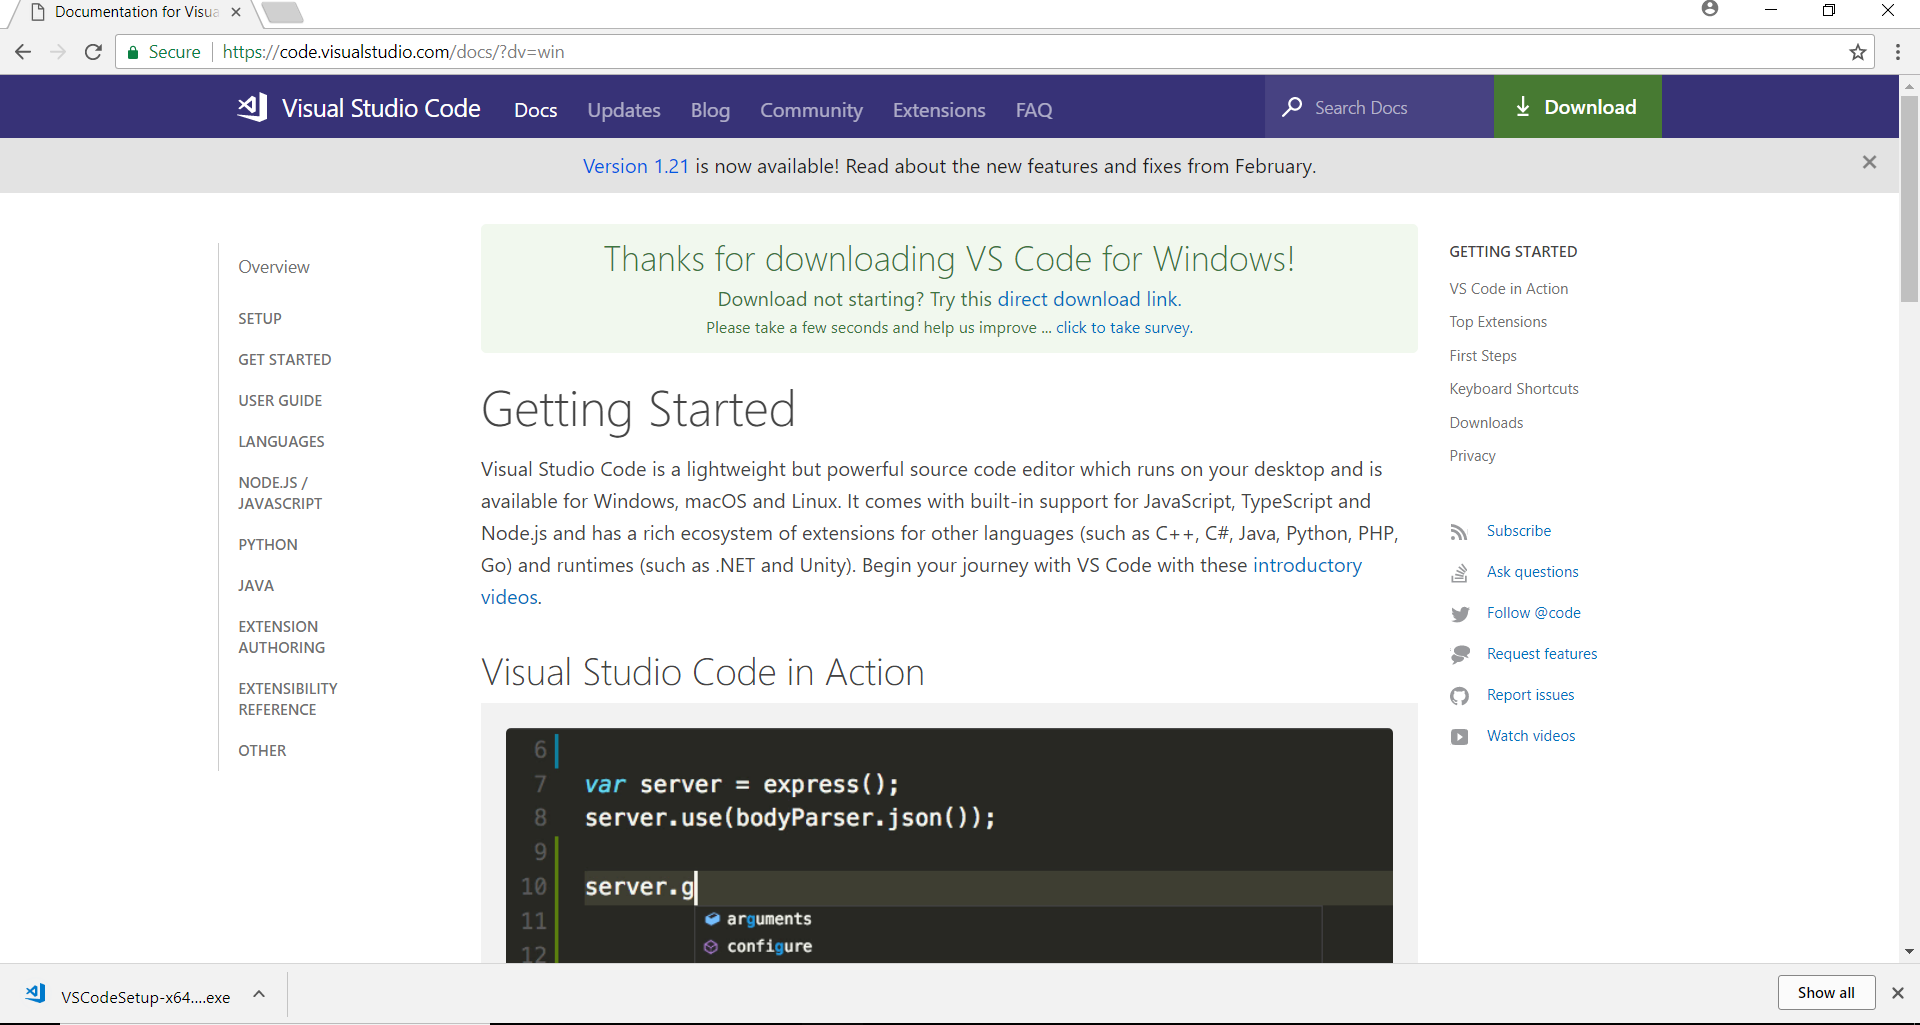 Documentation for Visua
Secure
https://code.visualstudio.com/docs/?dv=win
Visual Studio Code
Docs
Updates
Blog
Community
Extensions
FAQ
Search Docs
Download
Version 1.21 is now available! Read about the new features and fixes from February.
Overview
SETUP
GET STARTED
USER GUIDE
LANGUAGES
NODE.JS /
JAVASCRIPT
PYTHON
JAVA
EXTENSION
AUTHORING
EXTENSIBILITY
REFERENCE
OTHER
Thanks for downloading VS Code for Windows!
Download not starting? Try this direct download link.
Please take a few seconds and help us improve ... click to take survey.
Getting Started
Visual Studio Code is a lightweight but powerful source code editor which runs on your desktop and is
available for Windows, macOS and Linux. It comes with built-in support for JavaScript, TypeScript and
Node.js and has a rich ecosystem of extensions for other languages (such as C++, C#, Java, Python, PHP,
Go) and runtimes (such as .NET and Unity). Begin your journey with VS Code with these introductory
videos.
Visual Studio Code in Action
6
7 var server = express();
8 server.use(bodyParser.json());
9
10 server.g
11 arguments
12 configure
GETTING STARTED
VS Code in Action
Top Extensions
First Steps
Keyboard Shortcuts
Downloads
Privacy
Subscribe
Ask questions
Follow @code
Request features
Report issues
Watch videos
VSCodeSetup-x64....exe
Show all